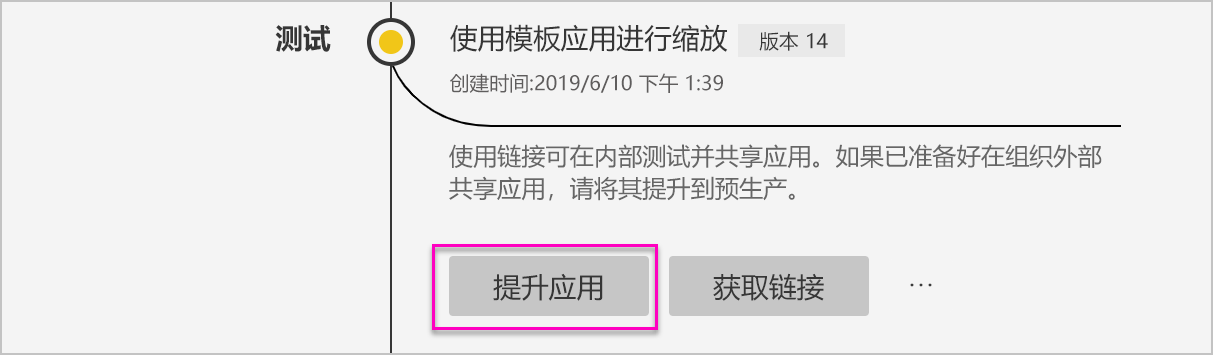 测试
使用模板应用进行缩放 版本 14
创建时间:2019/6/10 下午 1:39
使用链接可在内部测试并共享应用。如果已准备好在组织外部
共享应用，请将其提升到预生产。
提升应用 获取链接 ...